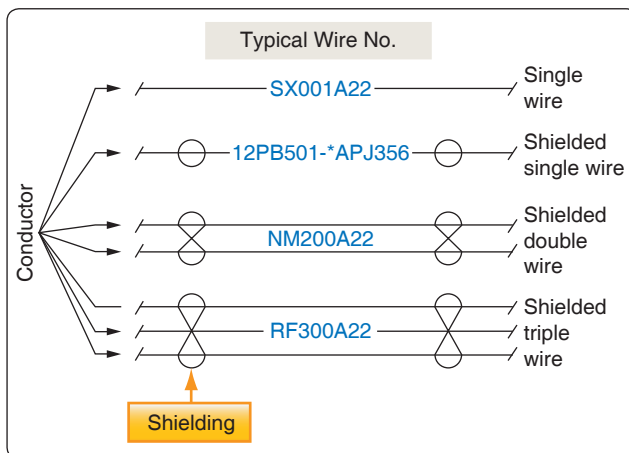 Typical Wire No.
Conductor
SX001A22
Single
wire
12PB501-*APJ356
Shielded
single wire
NM200A22
Shielded
double
wire
RF300A22
Shielded
triple
wire
Shielding